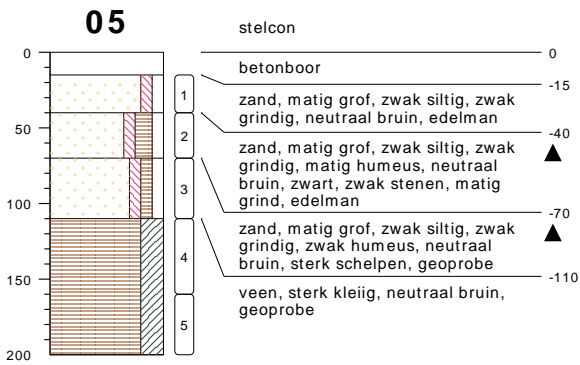 05
stelcon
0
0
betonboor
-15
1
zand, matig grof, zwak siltig, zwak
grindig, neutraal bruin, edelman
-40
50
2
zand, matig grof, zwak siltig, zwak
grindig, matig humeus, neutraal
bruin, zwart, zwak stenen, matig
grind, edelman
-70
3
100
zand, matig grof, zwak siltig, zwak
grindig, zwak humeus, neutraal
bruin, sterk schelpen, geoprobe
-110
4
150
veen, sterk kleiig, neutraal bruin,
geoprobe
5
200